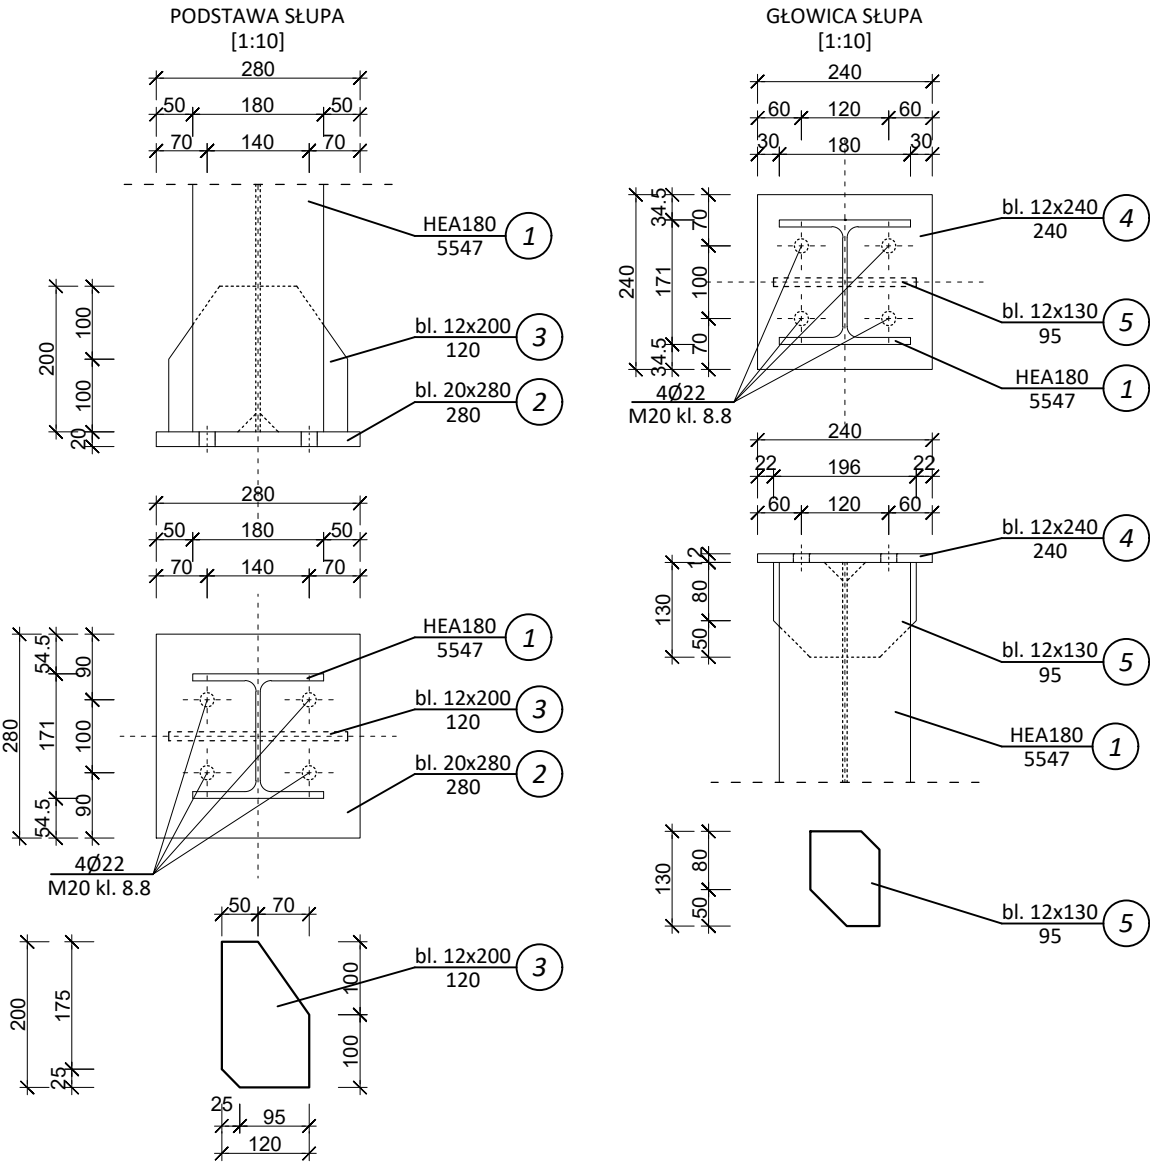 PODSTAWA SŁUPA
[1:10]
280
50 180 50
70 140 70
HEA180
5547
1
bl. 12x200
120
3
bl. 20x280
280
2
200
100
100
20
280
50 180 50
70 140 70
HEA180
5547
1
bl. 12x200
120
3
bl. 20x280
280
2
280
54.5
171
54.5
90
100
90
4Ø22
M20 kl. 8.8
50 70
bl. 12x200
120
3
200
175
25
100
100
25 95
120
GŁOWICA SŁUPA
[1:10]
240
60 120 60
30 180 30
bl. 12x240
240
4
bl. 12x130
95
5
HEA180
5547
1
240
34.5
171
34.5
70
100
70
4Ø22
M20 kl. 8.8
240
22 196 22
60 120 60
bl. 12x240
240
4
12
130
80
50
bl. 12x130
95
5
HEA180
5547
1
130
80
50
bl. 12x130
95
5